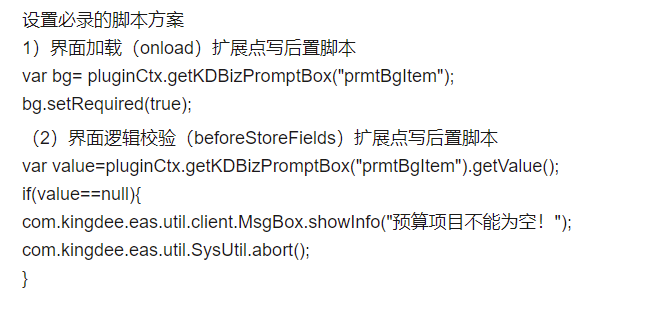 设置必录的脚本方案
1）界面加载（onload）扩展点写后置脚本
var bg= pluginCtx.getKDBizPromptBox("prmtBgItem");
bg.setRequired(true);
（2）界面逻辑校验（beforeStoreFields）扩展点写后置脚本
var value=pluginCtx.getKDBizPromptBox("prmtBgItem").getValue();
if(value==null){
com.kingdee.eas.util.client.MsgBox.showInfo("预算项目不能为空！");
com.kingdee.eas.util.SysUtil.abort();
}